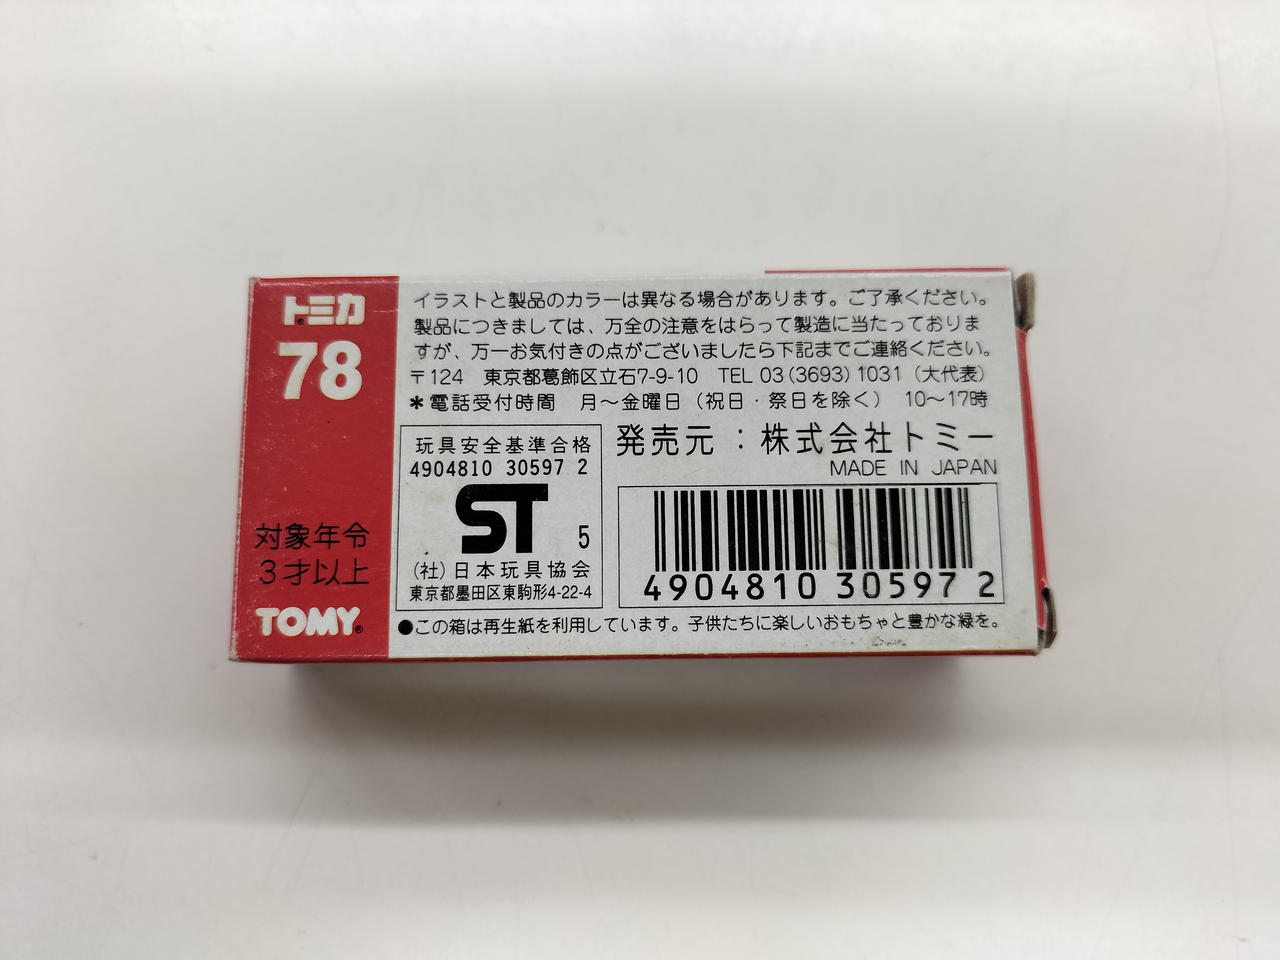 トミカ
78
対象年令
3才以上
TOMY
イラストと製品のカラーは異なる場合があります。ご了承ください。
製品につきましては、万全の注意をはらって製造に当たっておりま
すが、万一お気付きの点がございましたら下記までご連絡ください。
〒124 東京都葛飾区立石7-9-10 TEL 03(3693)1031(大代表)
＊電話受付時間 月〜金曜日(祝日・祭日を除く) 10〜17時
玩具安全基準合格
4904810 30597 2
ST 5
(社)日本玩具協会
東京都墨田区東駒形4-22-4
発売元：株式会社トミー
MADE IN JAPAN
4904810 30597 2
●この箱は再生紙を利用しています。子供たちに楽しいおもちゃと豊かな緑を。